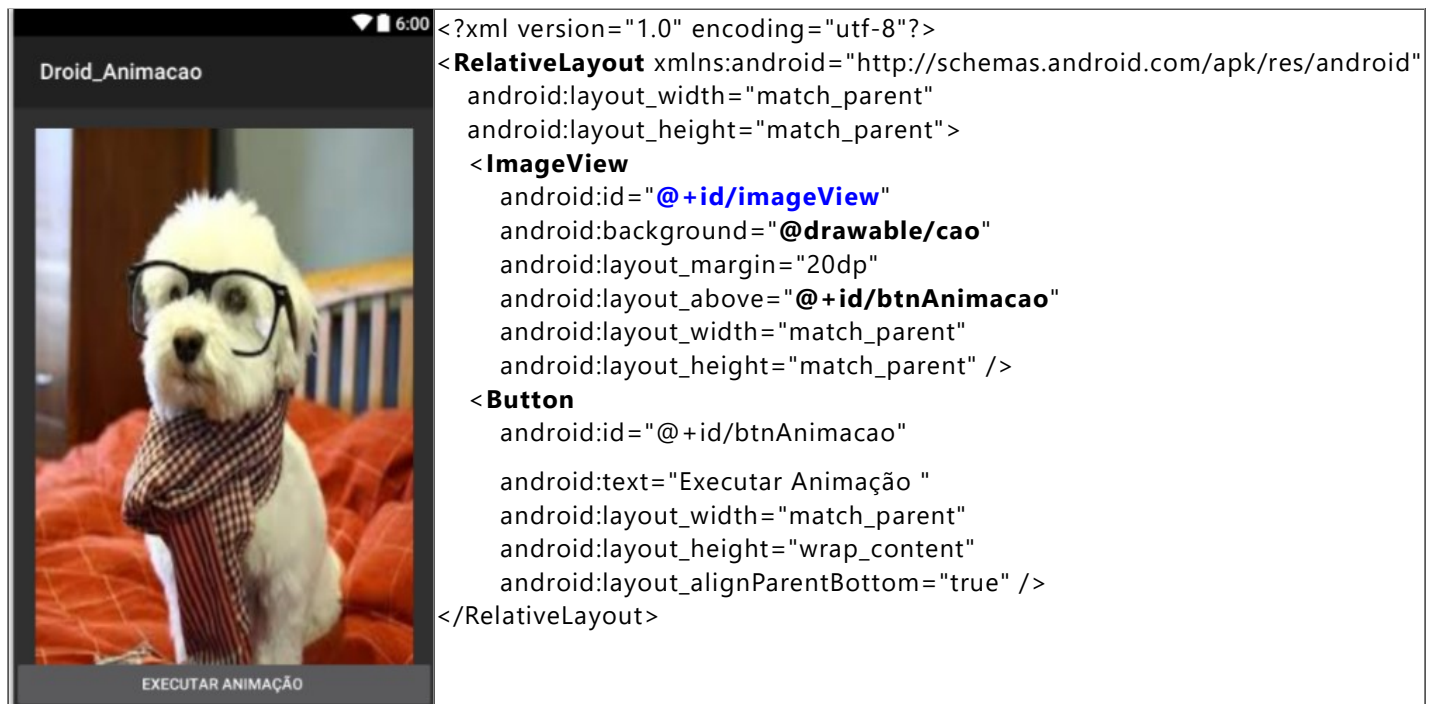 6:00
Droid_Animacao
EXECUTAR ANIMAÇÃO
<?xml version="1.0" encoding="utf-8"?>
<RelativeLayout xmlns:android="http://schemas.android.com/apk/res/android"
android:layout_width="match_parent"
android:layout_height="match_parent">
<ImageView
android:id="@+id/imageView"
android:background="@drawable/cao"
android:layout_margin="20dp"
android:layout_above="@+id/btnAnimacao"
android:layout_width="match_parent"
android:layout_height="match_parent" />
<Button
android:id="@+id/btnAnimacao"
android:text="Executar Animação "
android:layout_width="match_parent"
android:layout_height="wrap_content"
android:layout_alignParentBottom="true" />
</RelativeLayout>